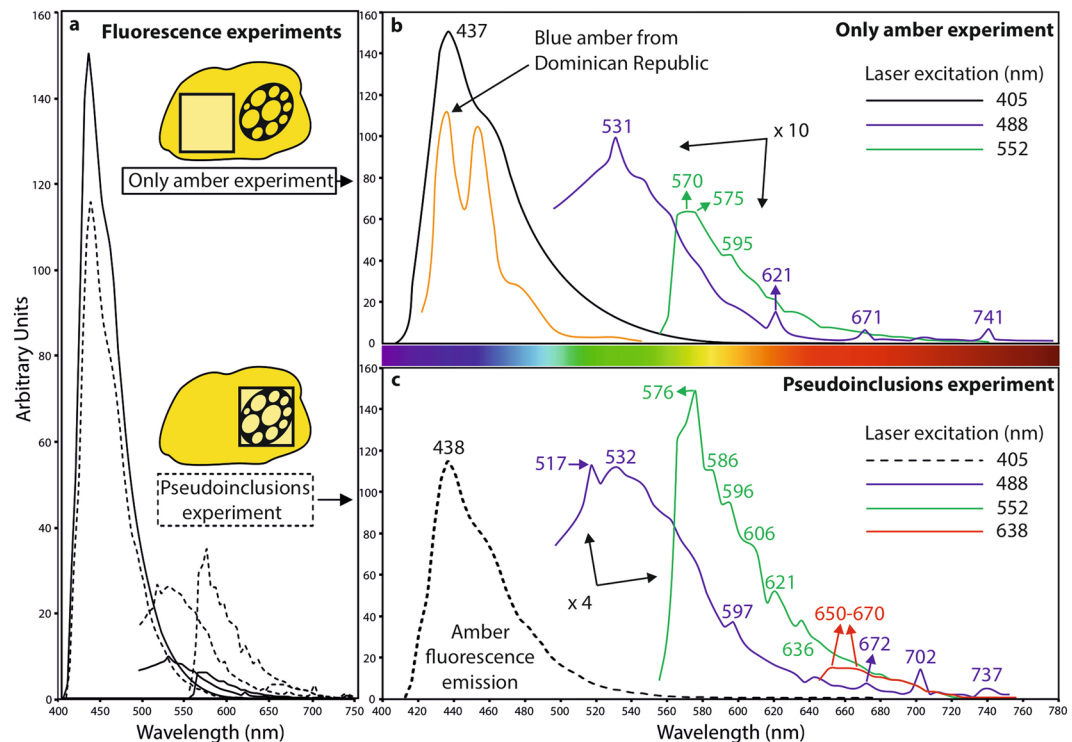 a
Fluorescence experiments
Only amber experiment
Pseudoinclusions
experiment
Arbitrary Units
160
140
120
100
80
60
40
20
0
400 450 500 550 600 650 700 750
Wavelength (nm)
b
Only amber experiment
437
Blue amber from
Dominican Republic
Laser excitation (nm)
405
488
552
x 10
531
570
575
595
621
671
741
160
140
120
100
80
60
40
20
0
c
Pseudoinclusions experiment
Laser excitation (nm)
405
488
552
638
438
517
532
576
586
596
606
621
636
597
650-670
672
702
737
x 4
Amber
fluorescence
emission
160
140
120
100
80
60
40
20
0
400 420 440 460 480 500 520 540 560 580 600 620 640 660 680 700 720 740 760 780
Wavelength (nm)